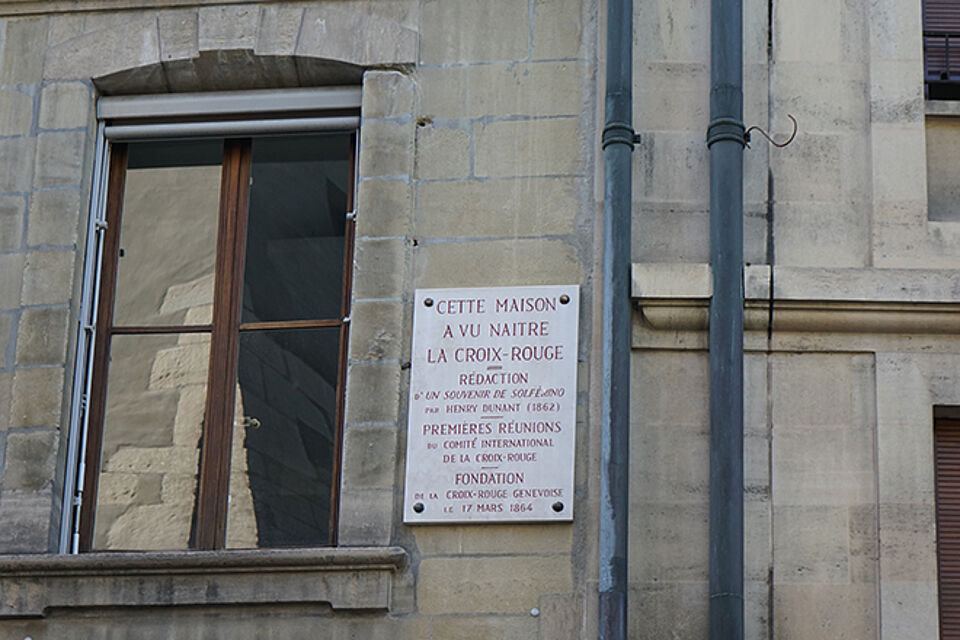 CETTE MAISON
A VU NAITRE
LA CROIX-ROUGE
RÉDACTION
D'UN SOUVENIR DE SOLFÉRINO
PAR HENRY DUNANT (1862)
PREMIÈRES RÉUNIONS
DU COMITÉ INTERNATIONAL
DE LA CROIX-ROUGE
FONDATION
DE LA CROIX-ROUGE GENEVOISE
LE 17 MARS 1864